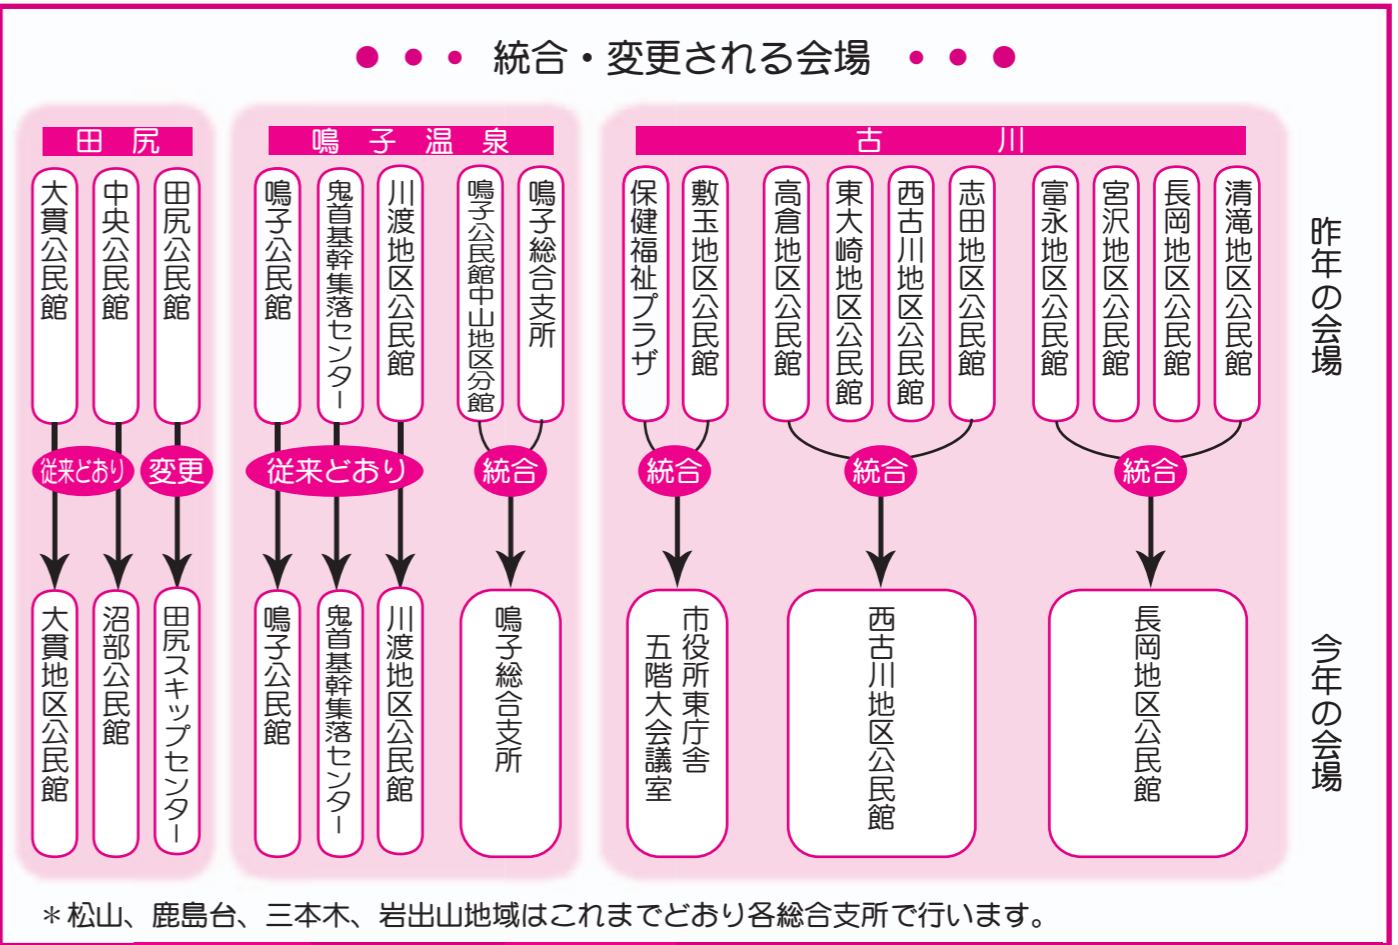 統合・変更される会場
昨年の会場
今年の会場
古川
清滝地区公民館
長岡地区公民館
宮沢地区公民館
富永地区公民館
統合
長岡地区公民館
志田地区公民館
西古川地区公民館
東大崎地区公民館
高倉地区公民館
統合
西古川地区公民館
敷玉地区公民館
保健福祉プラザ
統合
市役所東庁舎
五階大会議室
鳴子温泉
鳴子総合支所
鳴子公民館中山地区分館
統合
鳴子総合支所
川渡地区公民館
鬼首基幹集落センター
鳴子公民館
従来どおり
川渡地区公民館
鬼首基幹集落センター
鳴子公民館
田尻
田尻公民館
中央公民館
大貫公民館
変更
従来どおり
田尻スキップセンター
沼部公民館
大貫地区公民館
＊松山、鹿島台、三本木、岩出山地域はこれまでどおり各総合支所で行います。